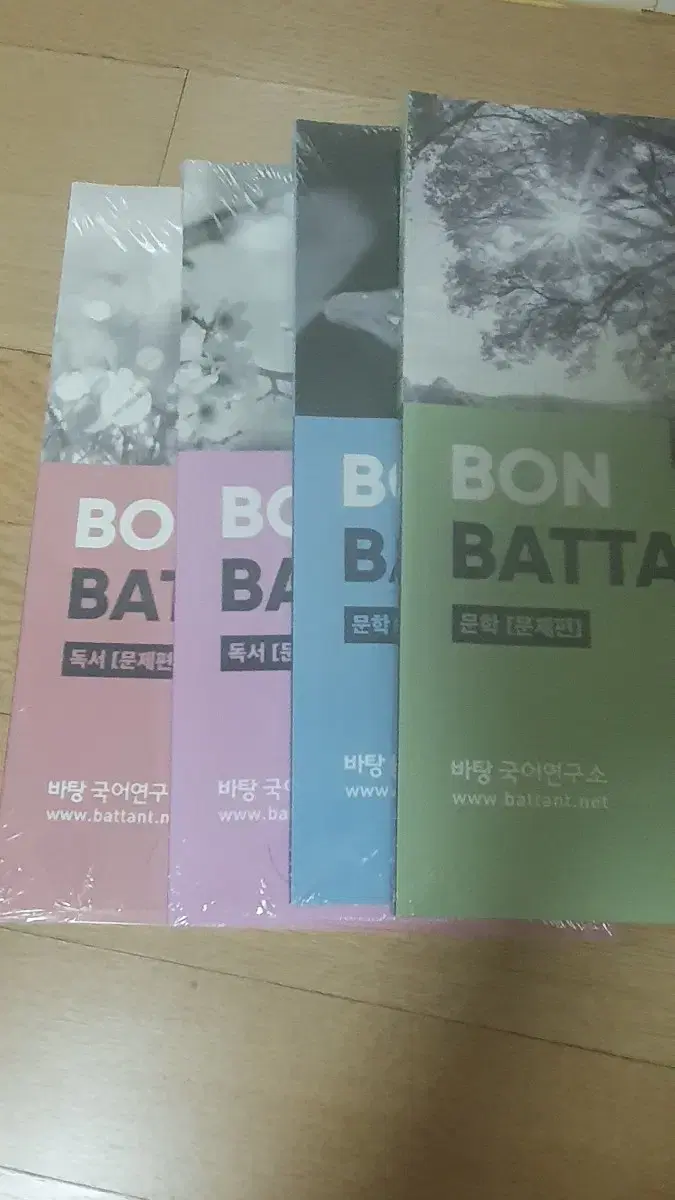 BO
BAT
독서 [문제편
바탕 국어연구
www.battant.n
BO
BA
독서 [문
바탕 국어
www.ba
BO
BA
문학
바탕
www.
BON
BATTA
문학 [문제편]
바탕 국어연구소
www.battant.net